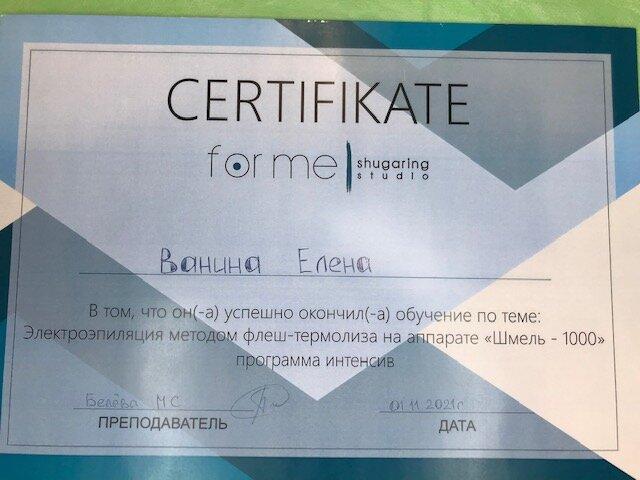 CERTIFIKATE
for me shugaring studio
Ванина Елена
В том, что он(-а) успешно окончил(-а) обучение по теме:
Электроэпиляция методом флеш-термолиза на аппарате «Шмель - 1000»
программа интенсив
Белёва МС 01.11.2021г
ПРЕПОДАВАТЕЛЬ ДАТА